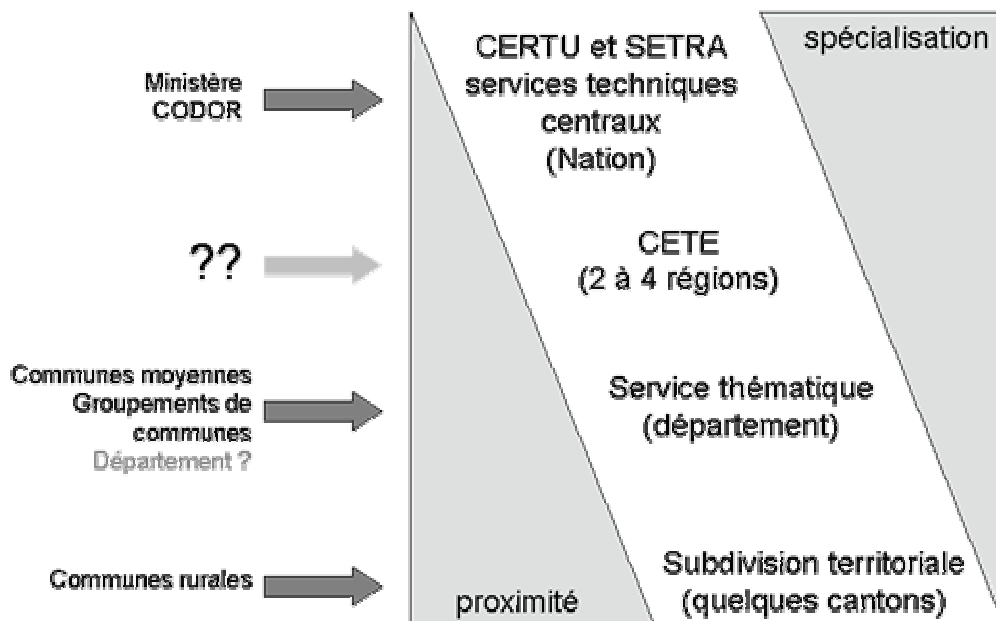 Ministère
CODOR
CERTU et SETRA
services techniques
centraux
(Nation)
spécialisation
??
CETE
(2 à 4 régions)
Communes moyennes
Groupements de
communes
Département ?
Service thématique
(département)
Communes rurales
proximité
Subdivision territoriale
(quelques cantons)